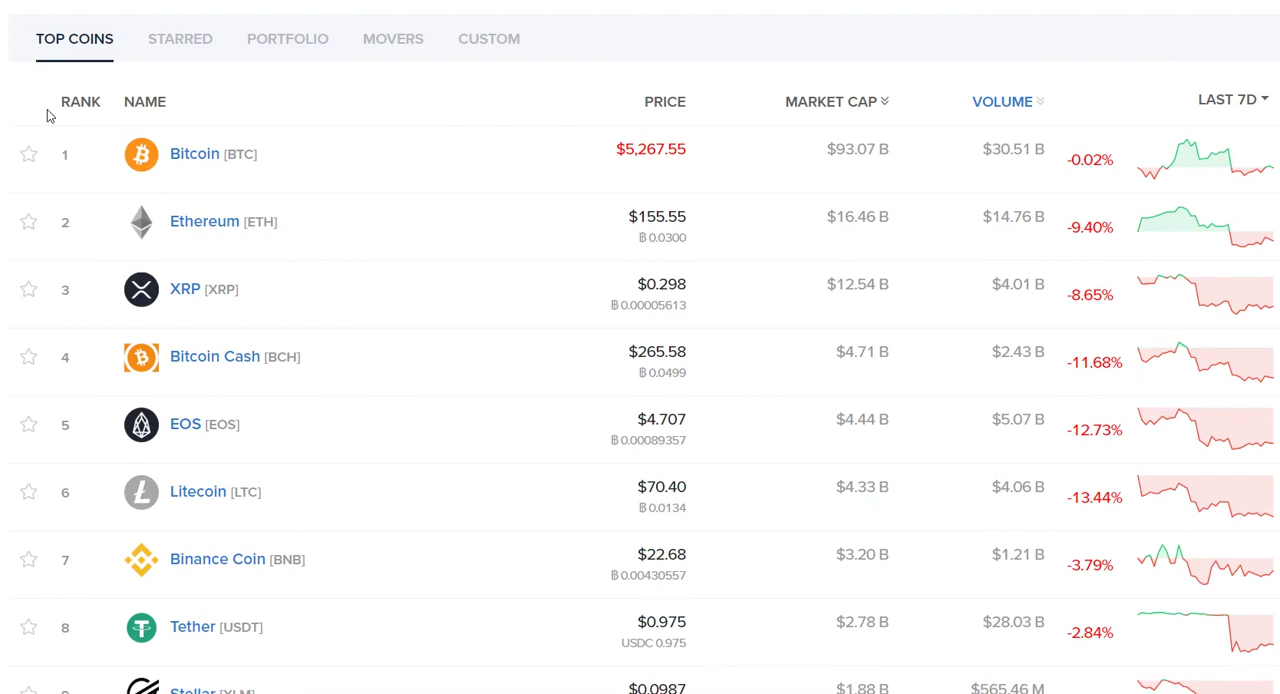 TOP COINS STARRED PORTFOLIO MOVERS CUSTOM
RANK NAME PRICE MARKET CAP VOLUME LAST 7D
1 Bitcoin [BTC] $5,267.55 $93.07 B $30.51 B -0.02%
2 Ethereum [ETH] $155.55 $16.46 B $14.76 B -9.40%
฿ 0.0300
3 XRP [XRP] $0.298 $12.54 B $4.01 B -8.65%
฿ 0.00005613
4 Bitcoin Cash [BCH] $265.58 $4.71 B $2.43 B -11.68%
฿ 0.0499
5 EOS [EOS] $4.707 $4.44 B $5.07 B -12.73%
฿ 0.00089357
6 Litecoin [LTC] $70.40 $4.33 B $4.06 B -13.44%
฿ 0.0134
7 Binance Coin [BNB] $22.68 $3.20 B $1.21 B -3.79%
฿ 0.00430557
8 Tether [USDT] $0.975 $2.78 B $28.03 B -2.84%
USDC 0.975
Stellar [XLM] $0.0987 $1.88 B $565.46 M